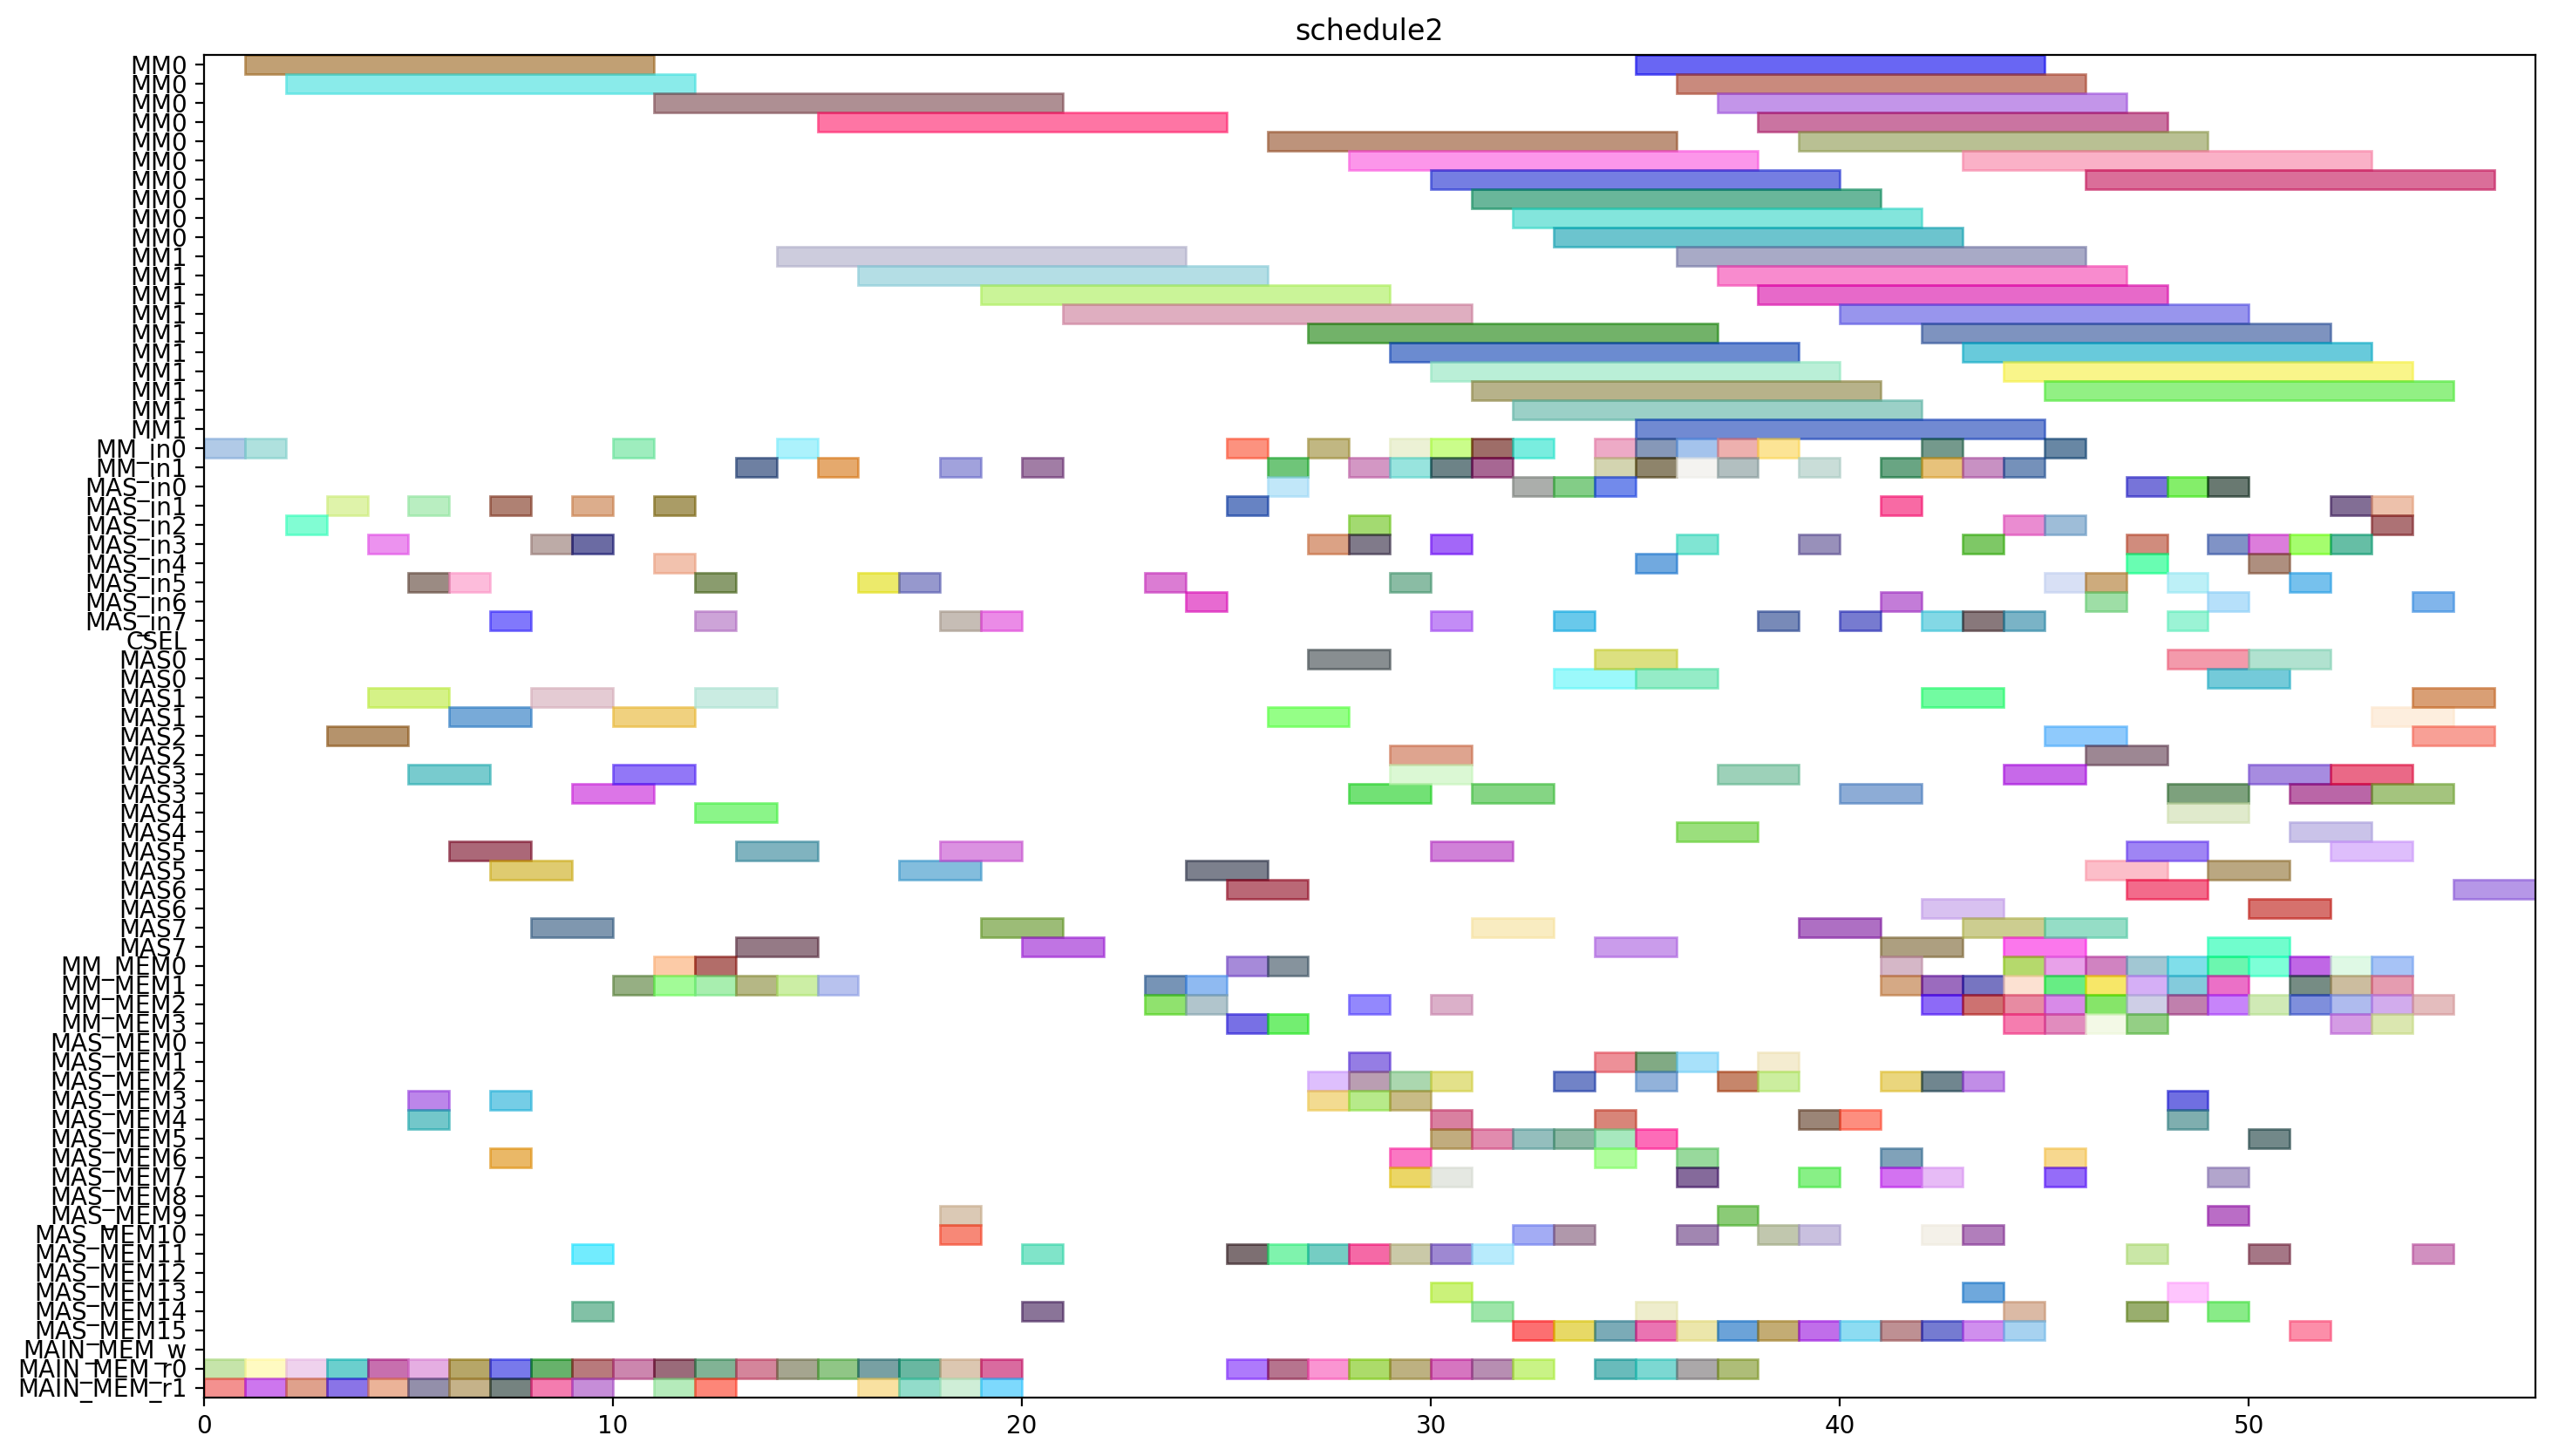 schedule2
MM0
MM0
MM0
MM0
MM0
MM0
MM0
MM0
MM0
MM0
MM1
MM1
MM1
MM1
MM1
MM1
MM1
MM1
MM1
MM1
MM_in0
MM_in1
MAS_in0
MAS_in1
MAS_in2
MAS_in3
MAS_in4
MAS_in5
MAS_in6
MAS_in7
CSEL
MAS0
MAS0
MAS1
MAS1
MAS2
MAS2
MAS3
MAS3
MAS4
MAS4
MAS5
MAS5
MAS6
MAS6
MAS7
MAS7
MM_MEM0
MM_MEM1
MM_MEM2
MM_MEM3
MAS_MEM0
MAS_MEM1
MAS_MEM2
MAS_MEM3
MAS_MEM4
MAS_MEM5
MAS_MEM6
MAS_MEM7
MAS_MEM8
MAS_MEM9
MAS_MEM10
MAS_MEM11
MAS_MEM12
MAS_MEM13
MAS_MEM14
MAS_MEM15
MAIN_MEM_w
MAIN_MEM_r0
MAIN_MEM_r1
0 10 20 30 40 50